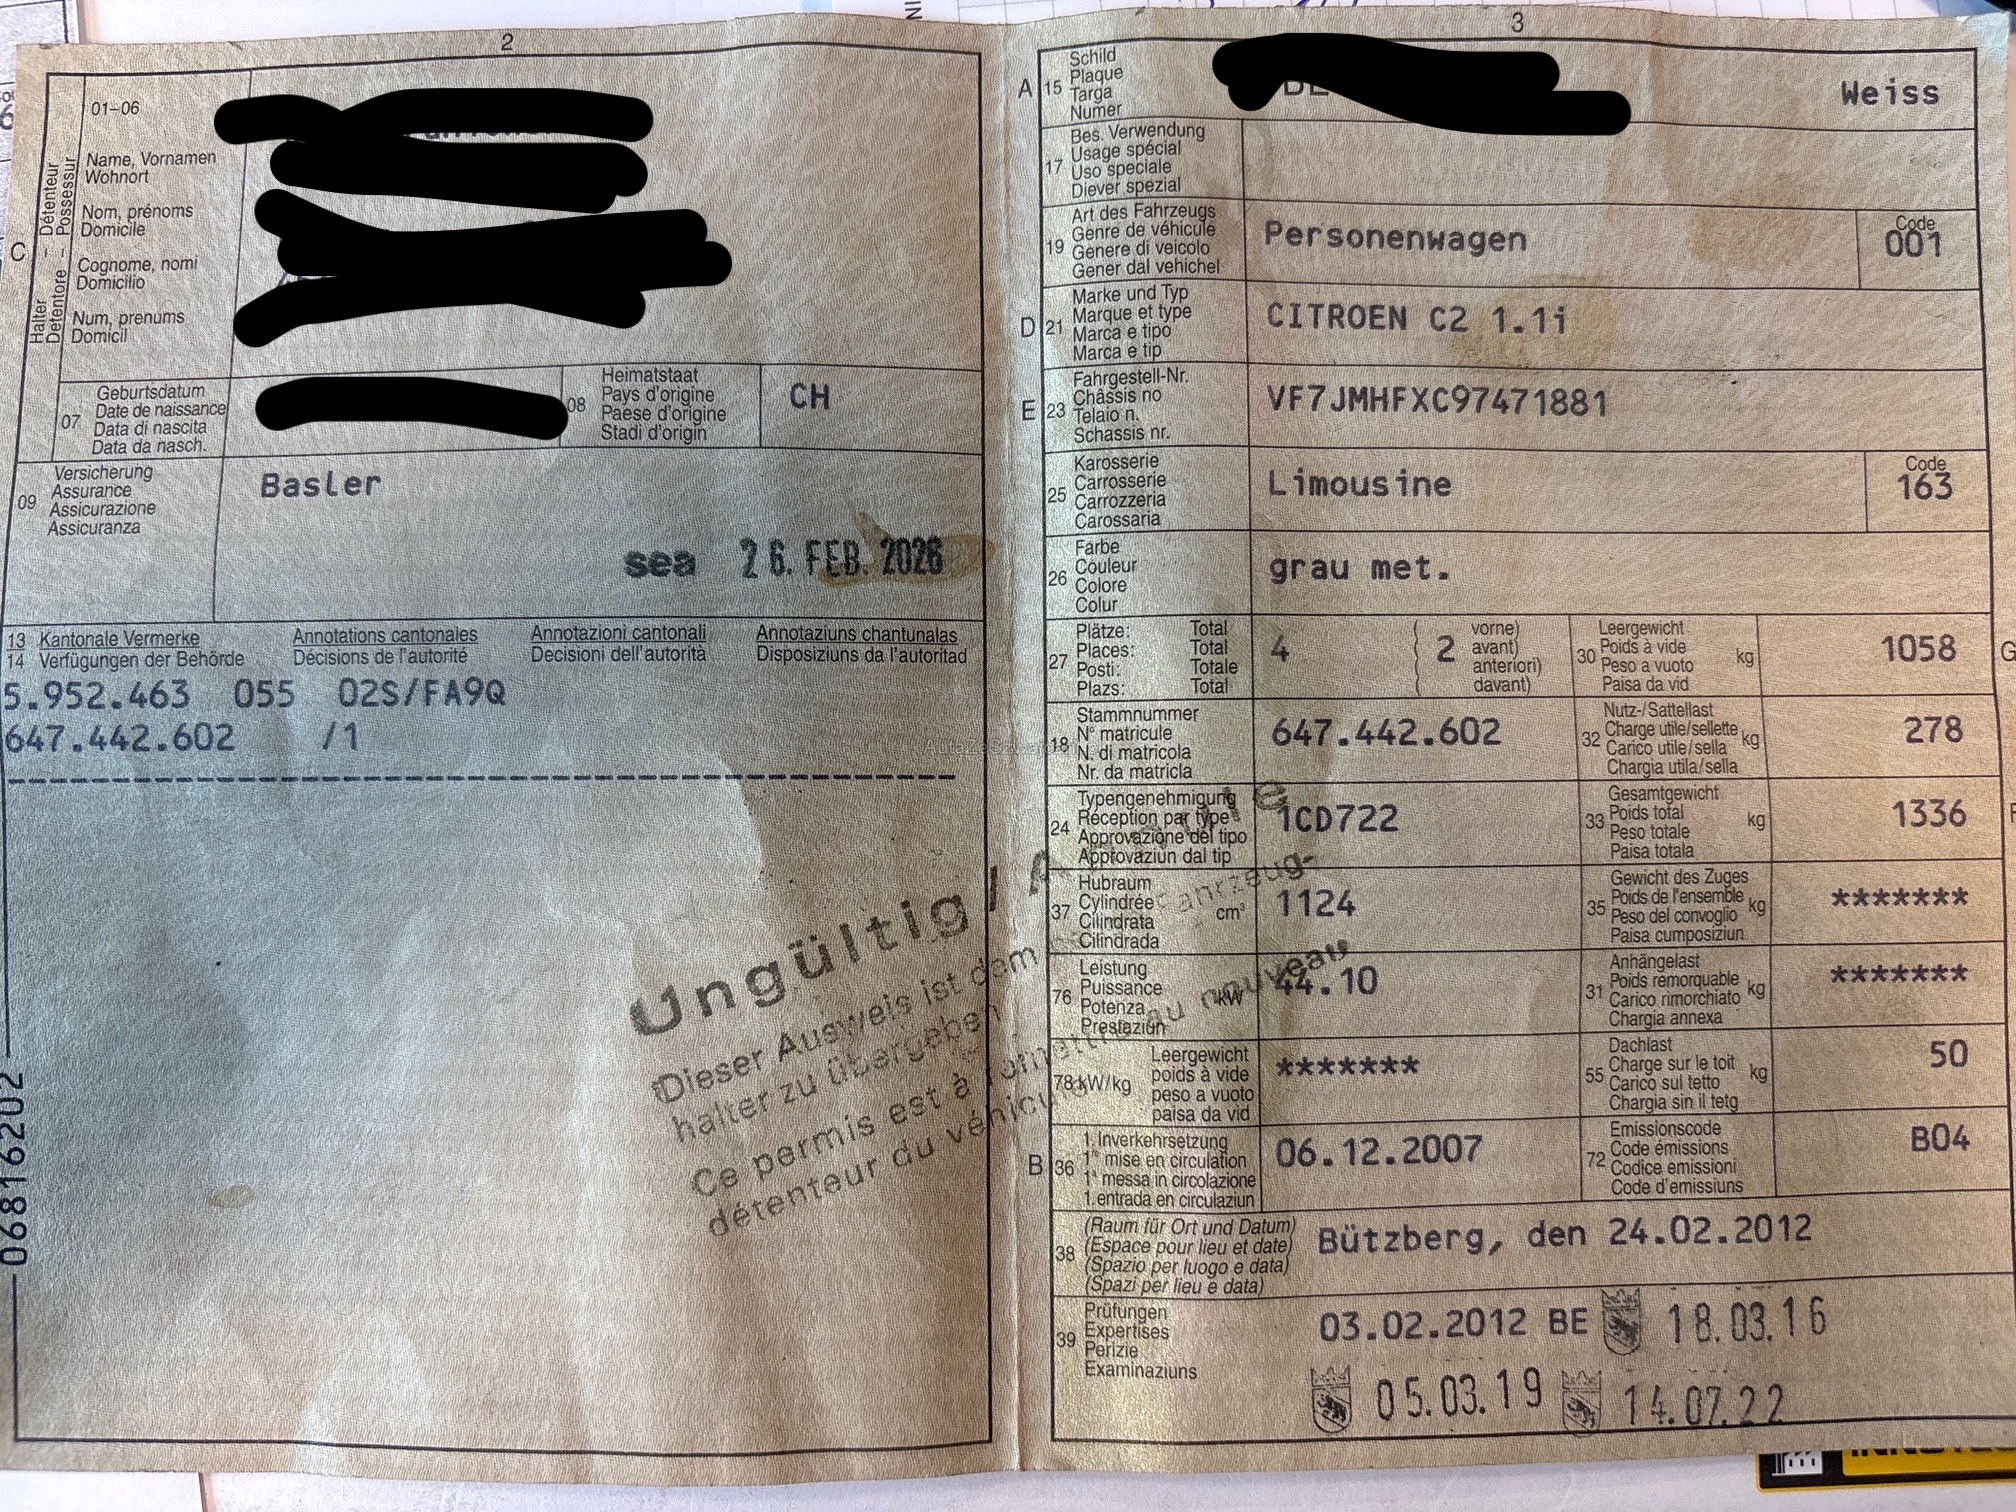 2
01–06
Name, Vornamen
Wohnort
Nom, prénoms
Domicile
Cognome, nomi
Domicilio
Num, prenums
Domicil
C
Halter – Détenteur
Detentore – Possessur
07
Geburtsdatum
Date de naissance
Data di nascita
Data da nasch.
08
Heimatstaat
Pays d'origine
Paese d'origine
Stadi d'origin
CH
09
Versicherung
Assurance
Assicurazione
Assicuranza
Basler
sea 26. FEB. 2026
13 Kantonale Vermerke Annotations cantonales Annotazioni cantonali Annotaziuns chantunalas
14 Verfügungen der Behörde Décisions de l'autorité Decisioni dell'autorità Disposiziuns da l'autoritad
5.952.463 055 02S/FA9Q
647.442.602 /1
Ungültig /
Dieser Ausweis ist dem
halter zu übergeben
Ce permis est à
détenteur du
au nouveau
06816202
3
A 15
Schild
Plaque
Targa
Numer
Weiss
17
Bes. Verwendung
Usage spécial
Uso speciale
Diever spezial
19
Art des Fahrzeugs
Genre de véhicule
Genere di veicolo
Gener dal vehichel
Personenwagen
Code
001
D 21
Marke und Typ
Marque et type
Marca e tipo
Marca e tip
CITROEN C2 1.1i
E 23
Fahrgestell-Nr.
Châssis no
Telaio n.
Schassis nr.
VF7JMHFXC97471881
25
Karosserie
Carrosserie
Carrozzeria
Carossaria
Limousine
Code
163
26
Farbe
Couleur
Colore
Colur
grau met.
27
Plätze: Total
Places: Total
Posti: Totale
Plazs: Total
4
( 2 vorne)
( avant)
( anteriori)
( davant)
30
Leergewicht
Poids à vide
Peso a vuoto
Paisa da vid
kg
1058
G
18
Stammnummer
N° matricule
N. di matricola
Nr. da matricla
647.442.602
32
Nutz-/Sattellast
Charge utile/sellette
Carico utile/sella
Chargia utila/sella
kg
278
24
Typengenehmigung
Réception par type
Approvazione del tipo
Approvaziun dal tip
1CD722
33
Gesamtgewicht
Poids total
Peso totale
Paisa totala
kg
1336
37
Hubraum
Cylindrée
Cilindrata
Cilindrada
cm³
1124
35
Gewicht des Zuges
Poids de l'ensemble
Peso del convoglio
Paisa cumposiziun
kg
*******
76
Leistung
Puissance
Potenza
Prestaziun
kW
44.10
31
Anhängelast
Poids remorquable
Carico rimorchiato
Chargia annexa
kg
*******
78 kW/kg
Leergewicht
poids à vide
peso a vuoto
paisa da vid
*******
55
Dachlast
Charge sur le toit
Carico sul tetto
Chargia sin il tetg
kg
50
B 36
1. Inverkehrsetzung
1re mise en circulation
1a messa in circolazione
1. entrada en circulaziun
06.12.2007
72
Emissionscode
Code émissions
Codice emissioni
Code d'emissiuns
B04
38
(Raum für Ort und Datum)
(Espace pour lieu et date)
(Spazio per luogo e data)
(Spazi per lieu e data)
Bützberg, den 24.02.2012
39
Prüfungen
Expertises
Perizie
Examinaziuns
03.02.2012 BE 18.03.16
05.03.19 14.07.22